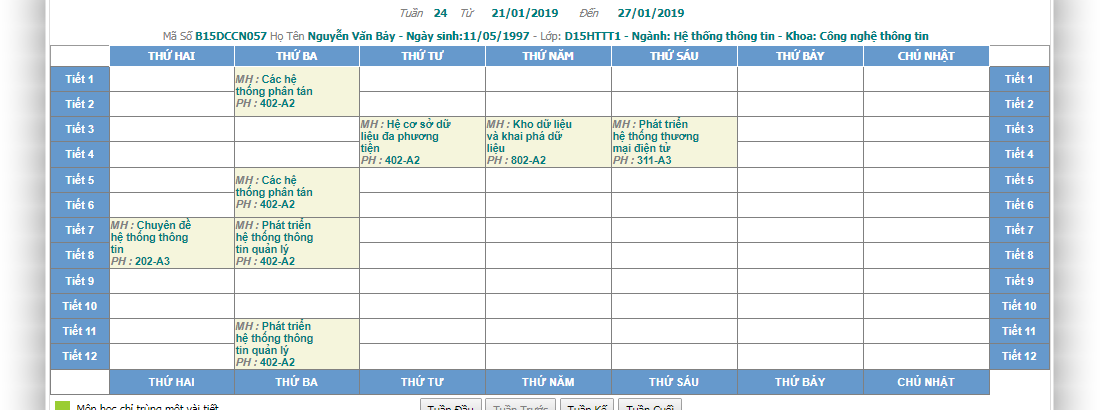 Tuần 24 Từ 21/01/2019 Đến 27/01/2019
Mã Số B15DCCN057 Họ Tên Nguyễn Văn Bảy - Ngày sinh:11/05/1997 - Lớp: D15HTTT1 - Ngành: Hệ thống thông tin - Khoa: Công nghệ thông tin
THỨ HAI THỨ BA THỨ TƯ THỨ NĂM THỨ SÁU THỨ BẢY CHỦ NHẬT
Tiết 1 Tiết 1
MH : Các hệ
thống phân tán
PH : 402-A2
Tiết 2 Tiết 2
Tiết 3 Tiết 3
MH : Hệ cơ sở dữ
liệu đa phương
tiện
PH : 402-A2
MH : Kho dữ liệu
và khai phá dữ
liệu
PH : 802-A2
MH : Phát triển
hệ thống thương
mại điện tử
PH : 311-A3
Tiết 4 Tiết 4
Tiết 5 Tiết 5
MH : Các hệ
thống phân tán
PH : 402-A2
Tiết 6 Tiết 6
Tiết 7 Tiết 7
MH : Chuyên đề
hệ thống thông
tin
PH : 202-A3
MH : Phát triển
hệ thống thông
tin quản lý
PH : 402-A2
Tiết 8 Tiết 8
Tiết 9 Tiết 9
Tiết 10 Tiết 10
Tiết 11 Tiết 11
MH : Phát triển
hệ thống thông
tin quản lý
PH : 402-A2
Tiết 12 Tiết 12
THỨ HAI THỨ BA THỨ TƯ THỨ NĂM THỨ SÁU THỨ BẢY CHỦ NHẬT
Môn học chỉ trùng một vài tiết Tuần Đầu Tuần Trước Tuần Kế Tuần Cuối